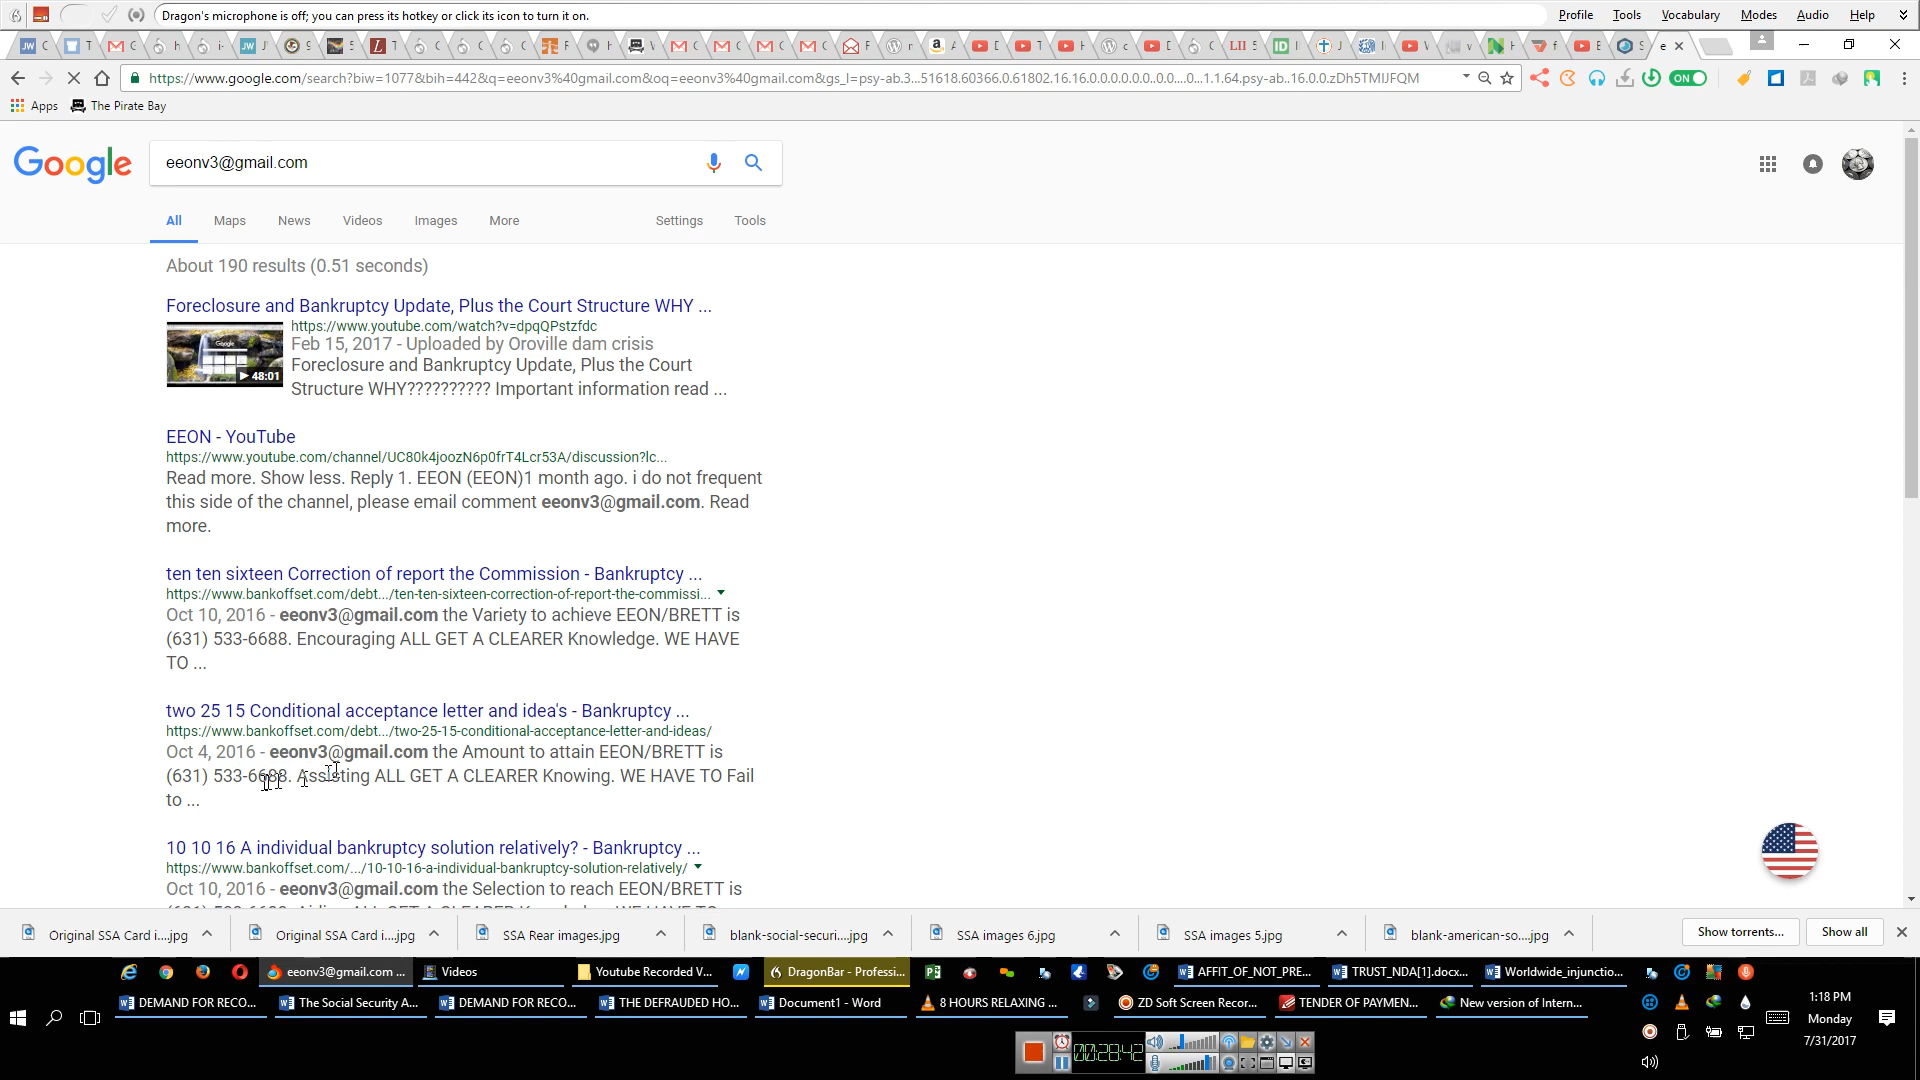 Dragon's microphone is off; you can press its hotkey or click its icon to turn it on.
Profile Tools Vocabulary Modes Audio Help
https://www.google.com/search?biw=1077&bih=442&q=eeonv3%40gmail.com&oq=eeonv3%40gmail.com&gs_l=psy-ab.3...51618.60366.0.61802.16.16.0.0.0.0.0.0..0.0....0...1.1.64.psy-ab..16.0.0.zDh5TMIJFQM
ON
Apps The Pirate Bay
Google
eeonv3@gmail.com
All Maps News Videos Images More Settings Tools
About 190 results (0.51 seconds)
Foreclosure and Bankruptcy Update, Plus the Court Structure WHY ...
https://www.youtube.com/watch?v=dpqQPstzfdc
Feb 15, 2017 - Uploaded by Oroville dam crisis
Foreclosure and Bankruptcy Update, Plus the Court
Structure WHY?????????? Important information read ...
48:01
EEON - YouTube
https://www.youtube.com/channel/UC80k4joozN6p0frT4Lcr53A/discussion?lc...
Read more. Show less. Reply 1. EEON (EEON)1 month ago. i do not frequent
this side of the channel, please email comment eeonv3@gmail.com. Read
more.
ten ten sixteen Correction of report the Commission - Bankruptcy ...
https://www.bankoffset.com/debt.../ten-ten-sixteen-correction-of-report-the-commissi...
Oct 10, 2016 - eeonv3@gmail.com the Variety to achieve EEON/BRETT is
(631) 533-6688. Encouraging ALL GET A CLEARER Knowledge. WE HAVE
TO ...
two 25 15 Conditional acceptance letter and idea's - Bankruptcy ...
https://www.bankoffset.com/debt.../two-25-15-conditional-acceptance-letter-and-ideas/
Oct 4, 2016 - eeonv3@gmail.com the Amount to attain EEON/BRETT is
(631) 533-6688. Assisting ALL GET A CLEARER Knowing. WE HAVE TO Fail
to ...
10 10 16 A individual bankruptcy solution relatively? - Bankruptcy ...
https://www.bankoffset.com/.../10-10-16-a-individual-bankruptcy-solution-relatively/
Oct 10, 2016 - eeonv3@gmail.com the Selection to reach EEON/BRETT is
Original SSA Card i....jpg Original SSA Card i....jpg SSA Rear images.jpg blank-social-securi....jpg SSA images 6.jpg SSA images 5.jpg blank-american-so....jpg Show torrents... Show all
eeonv3@gmail.com ... Videos Youtube Recorded V... DragonBar - Professi... AFFIT_OF_NOT_PRE... TRUST_NDA[1].docx... Worldwide_injunctio...
DEMAND FOR RECO... The Social Security A... DEMAND FOR RECO... THE DEFRAUDED HO... Document1 - Word 8 HOURS RELAXING ... ZD Soft Screen Recor... TENDER OF PAYMEN... New version of Intern...
1:18 PM
Monday
7/31/2017
00:28:42